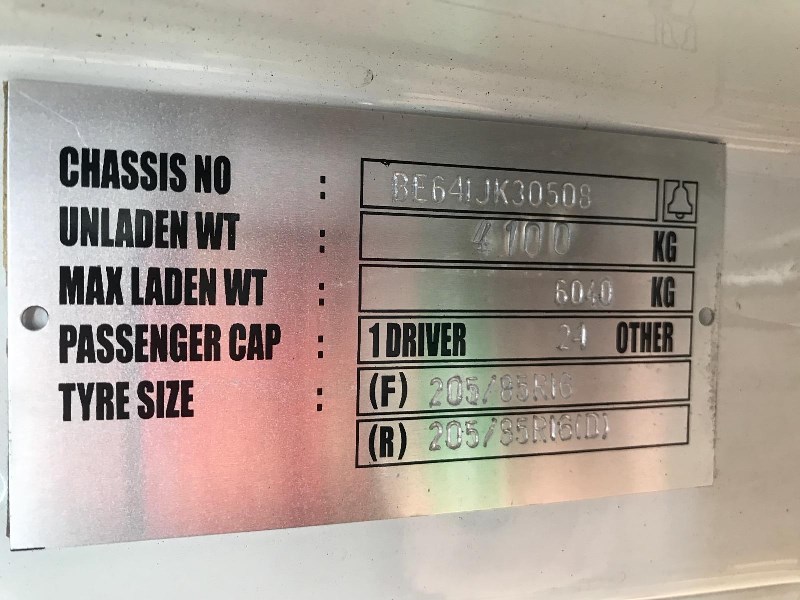 CHASSIS NO : BE641JK30508
UNLADEN WT : 4100 KG
MAX LADEN WT : 6040 KG
PASSENGER CAP : 1 DRIVER 24 OTHER
TYRE SIZE : (F) 205/85R16
(R) 205/85R16(D)